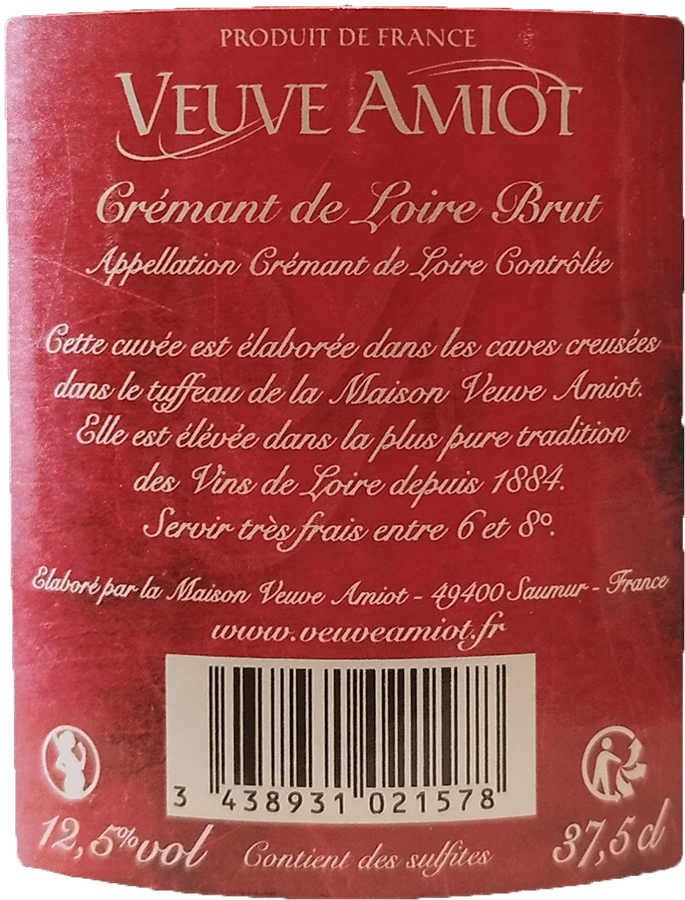 PRODUIT DE FRANCE
VEUVE AMIOT
Crémant de Loire Brut
Appellation Crémant de Loire Contrôlée
Cette cuvée est élaborée dans les caves creusées
dans le tuffeau de la Maison Veuve Amiot.
Elle est élévée dans la plus pure tradition
des Vins de Loire depuis 1884.
Servir très frais entre 6 et 8°.
Elaboré par la Maison Veuve Amiot - 49400 Saumur - France
www.veuveamiot.fr
3 438931 021578
12,5% vol Contient des sulfites 37,5 cl